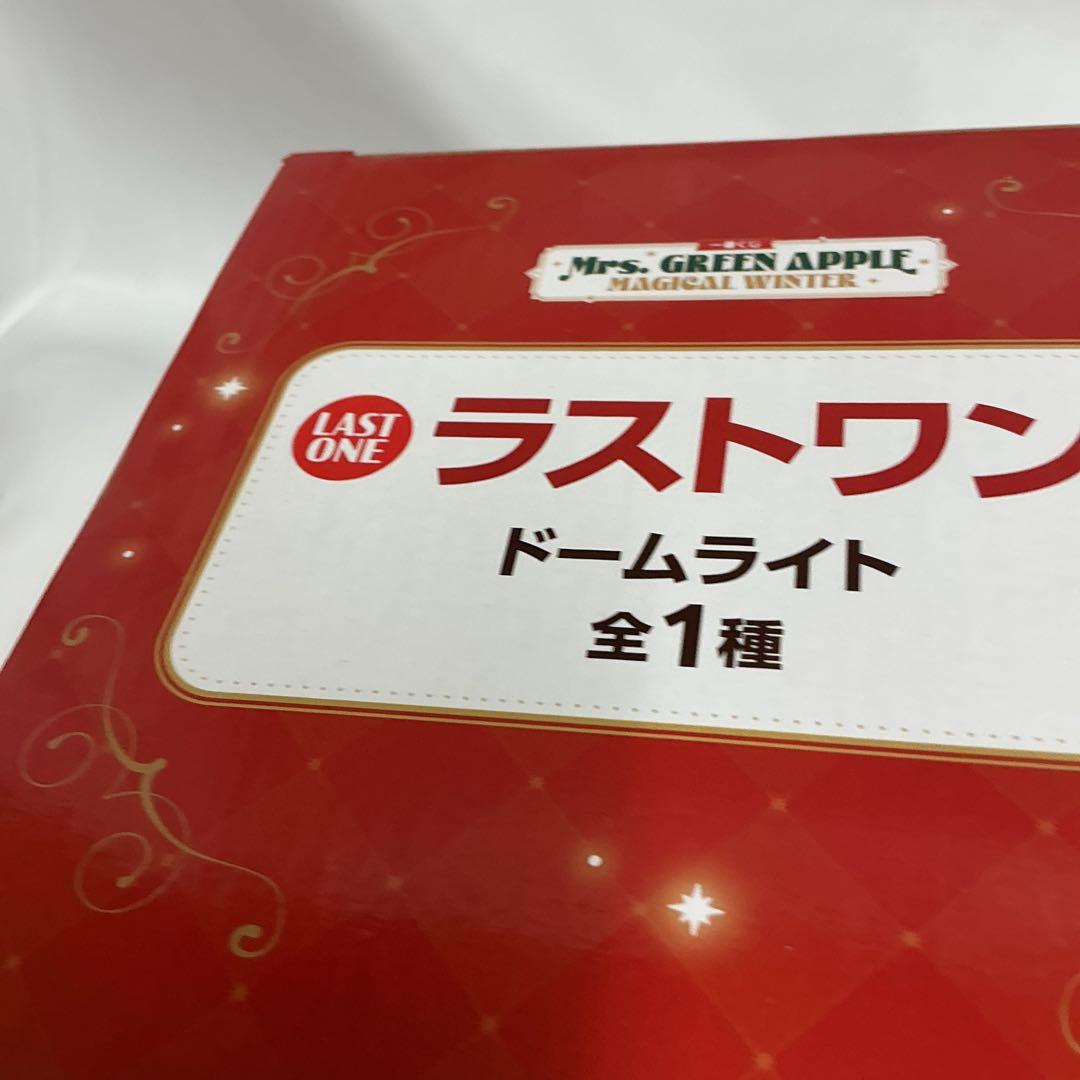 一番くじ
Mrs. GREEN APPLE
MAGICAL WINTER
LAST
ONE
ラストワン
ドームライト
全1種